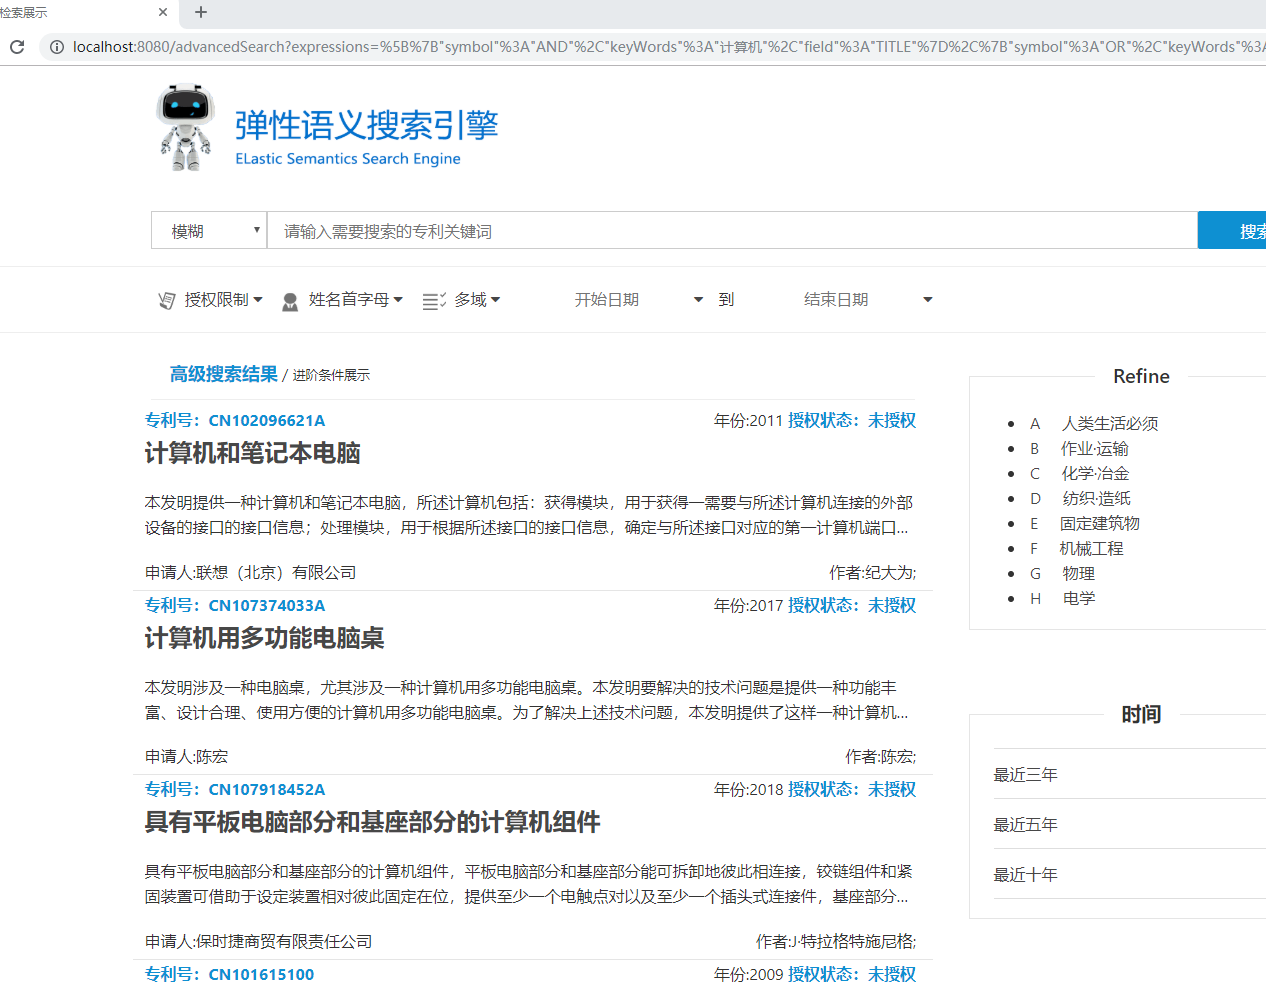 检索展示
localhost:8080/advancedSearch?expressions=%5B%7B"symbol"%3A"AND"%2C"keyWords"%3A"计算机"%2C"field"%3A"TITLE"%7D%2C%7B"symbol"%3A"OR"%2C"keyWords"%3A
弹性语义搜索引擎
ELastic Semantics Search Engine
模糊 请输入需要搜索的专利关键词 搜索
授权限制 姓名首字母 多域 开始日期 到 结束日期
高级搜索结果 / 进阶条件展示
专利号：CN102096621A 年份:2011 授权状态：未授权
计算机和笔记本电脑
本发明提供一种计算机和笔记本电脑，所述计算机包括：获得模块，用于获得一需要与所述计算机连接的外部
设备的接口的接口信息；处理模块，用于根据所述接口的接口信息，确定与所述接口对应的第一计算机端口...
申请人:联想（北京）有限公司 作者:纪大为;
专利号：CN107374033A 年份:2017 授权状态：未授权
计算机用多功能电脑桌
本发明涉及一种电脑桌，尤其涉及一种计算机用多功能电脑桌。本发明要解决的技术问题是提供一种功能丰
富、设计合理、使用方便的计算机用多功能电脑桌。为了解决上述技术问题，本发明提供了这样一种计算机...
申请人:陈宏 作者:陈宏;
专利号：CN107918452A 年份:2018 授权状态：未授权
具有平板电脑部分和基座部分的计算机组件
具有平板电脑部分和基座部分的计算机组件，平板电脑部分和基座部分能可拆卸地彼此相连接，铰链组件和紧
固装置可借助于设定装置相对彼此固定在位，提供至少一个电触点对以及至少一个插头式连接件，基座部分...
申请人:保时捷商贸有限责任公司 作者:J·特拉格特施尼格;
专利号：CN101615100 年份:2009 授权状态：未授权
Refine
A 人类生活必须
B 作业·运输
C 化学·冶金
D 纺织·造纸
E 固定建筑物
F 机械工程
G 物理
H 电学
时间
最近三年
最近五年
最近十年